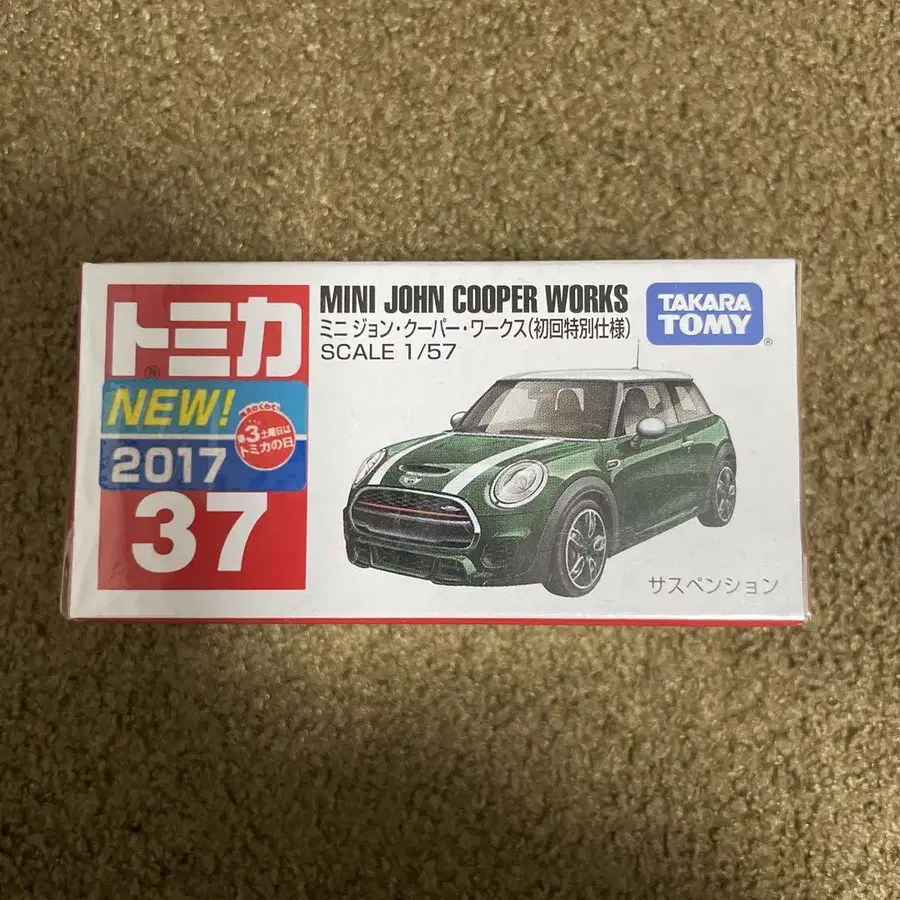 トミカ
®
NEW!
2017
第3土曜日は
トミカの日
37
MINI JOHN COOPER WORKS
ミニ ジョン・クーパー・ワークス(初回特別仕様)
SCALE 1/57
TAKARA
TOMY
®
サスペンション